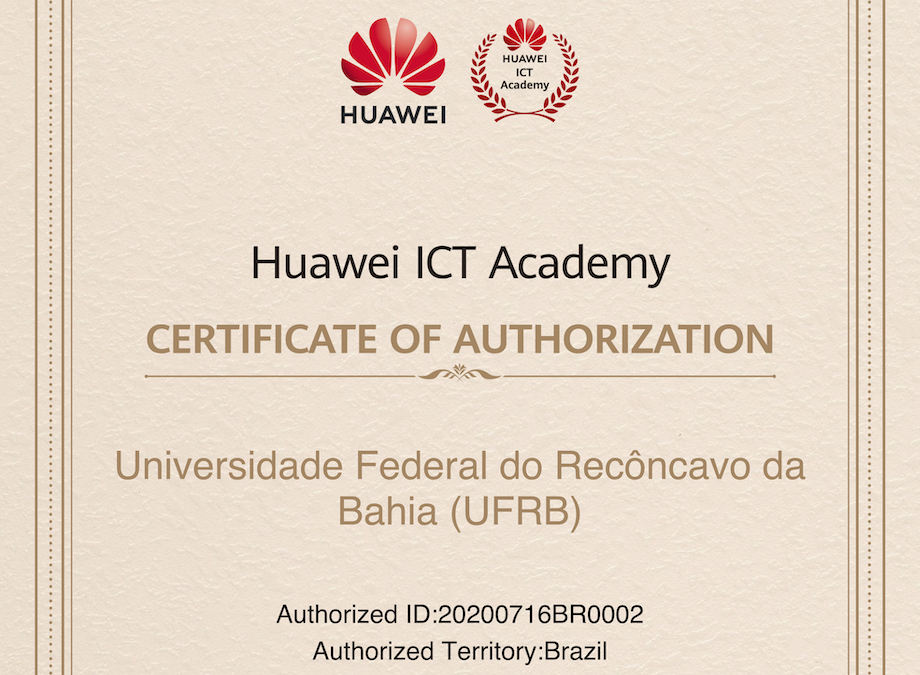 HUAWEI
HUAWEI
ICT
Academy
Huawei ICT Academy
CERTIFICATE OF AUTHORIZATION
Universidade Federal do Recôncavo da
Bahia (UFRB)
Authorized ID:20200716BR0002
Authorized Territory:Brazil